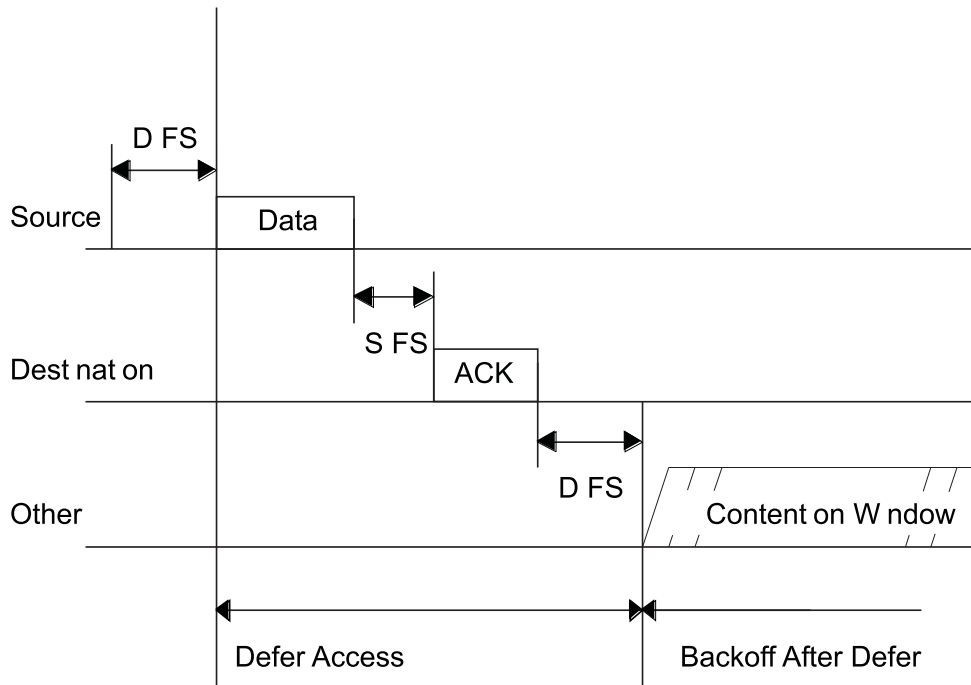 D FS
Source
Data
S FS
Dest nat on
ACK
D FS
Other
Content on W ndow
Defer Access
Backoff After Defer